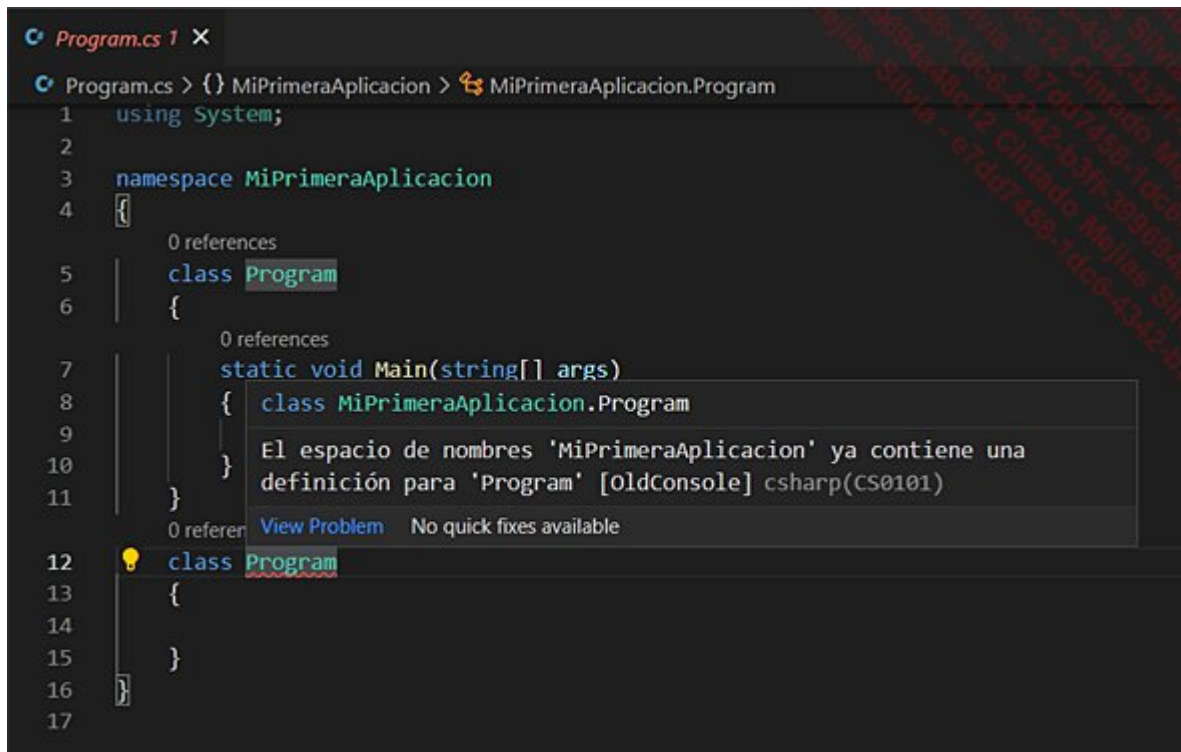 Program.cs 1 ✕
Program.cs > {} MiPrimeraAplicacion > MiPrimeraAplicacion.Program
1 using System;
2
3 namespace MiPrimeraAplicacion
4 {
0 references
5 class Program
6 {
0 references
7 static void Main(string[] args)
8 { class MiPrimeraAplicacion.Program
9 El espacio de nombres 'MiPrimeraAplicacion' ya contiene una
10 } definición para 'Program' [OldConsole] csharp(CS0101)
11 }
0 referen View Problem No quick fixes available
12 class Program
13 {
14
15 }
16 }
17